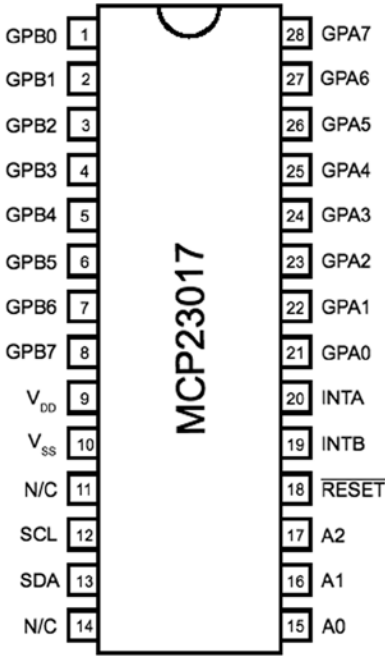 GPB0 1 28 GPA7
GPB1 2 27 GPA6
GPB2 3 26 GPA5
GPB3 4 25 GPA4
GPB4 5 24 GPA3
GPB5 6 23 GPA2
GPB6 7 22 GPA1
GPB7 8 21 GPA0
VDD 9 20 INTA
VSS 10 19 INTB
N/C 11 18 RESET
SCL 12 17 A2
SDA 13 16 A1
N/C 14 15 A0
MCP23017